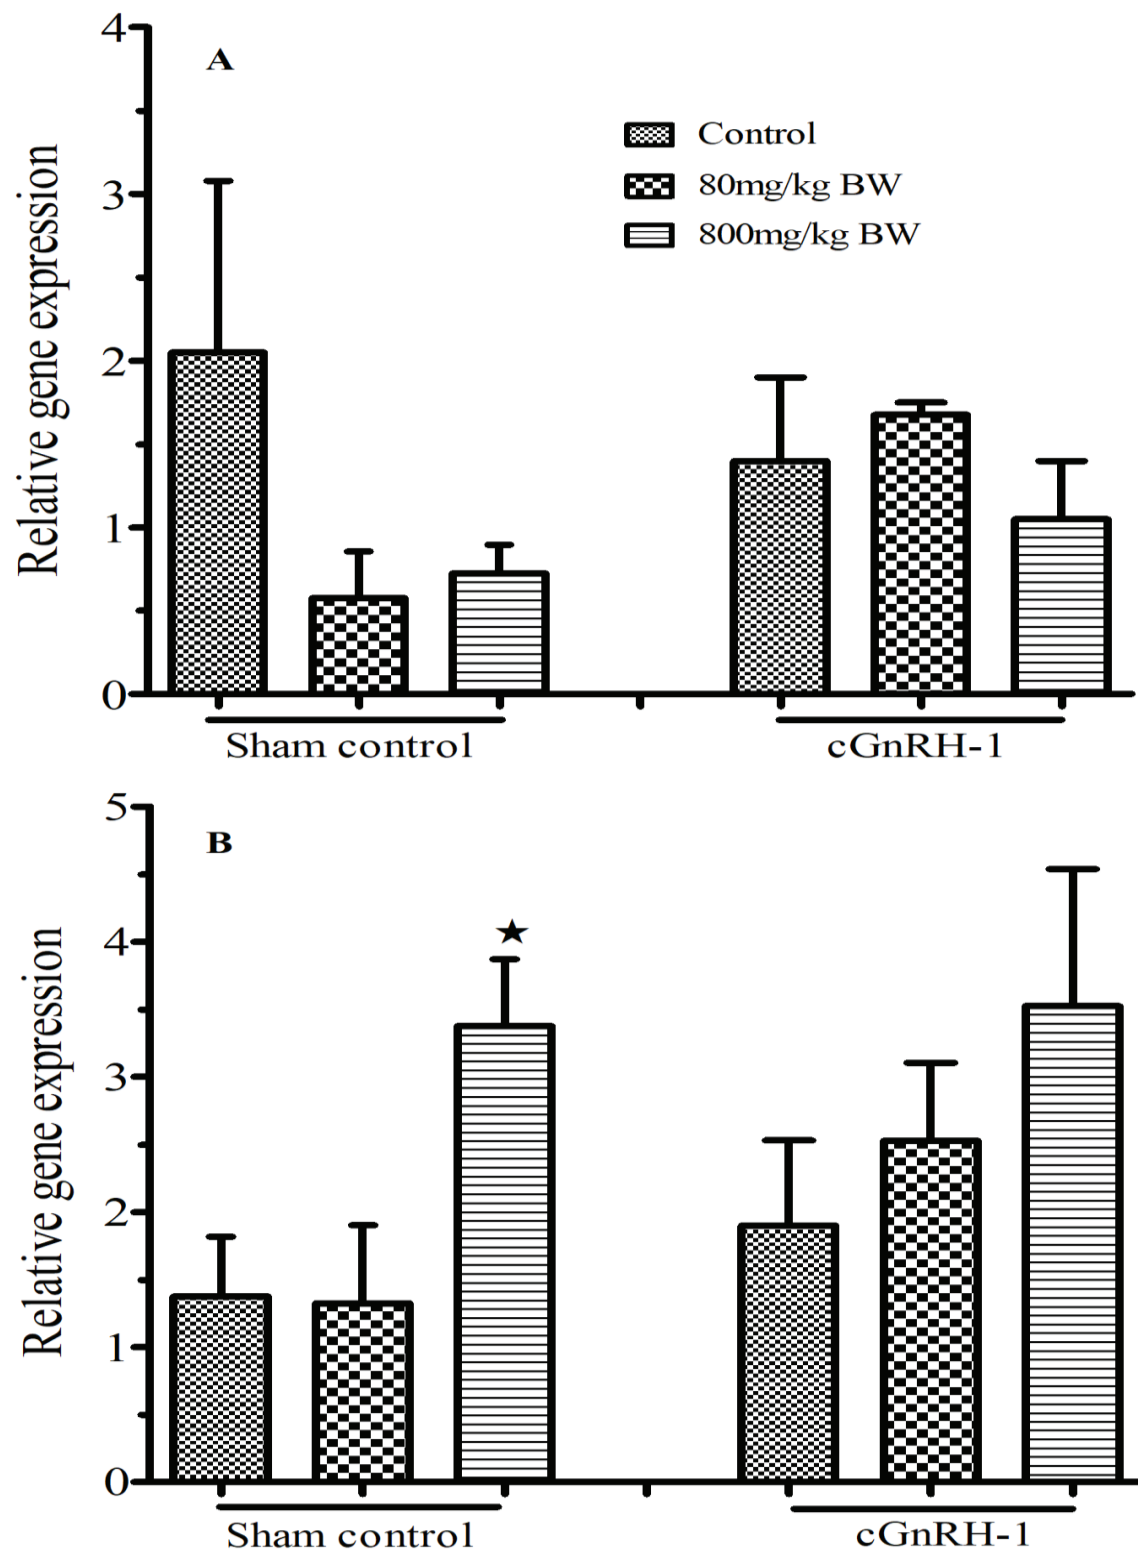 4
A
Relative gene expression
Control
80mg/kg BW
800mg/kg BW
3
2
1
0
Sham control
cGnRH-1
5
B
Relative gene expression
4
★
3
2
1
0
Sham control
cGnRH-1